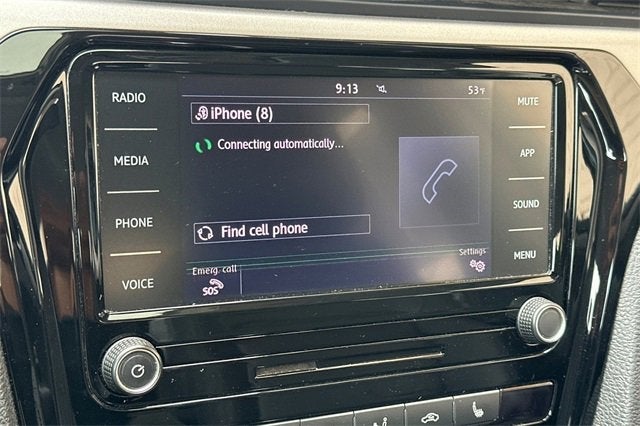 9:13 53°F
RADIO
MEDIA
PHONE
VOICE
iPhone (8)
Connecting automatically...
Find cell phone
Emerg. call
SOS
Settings
MUTE
APP
SOUND
MENU